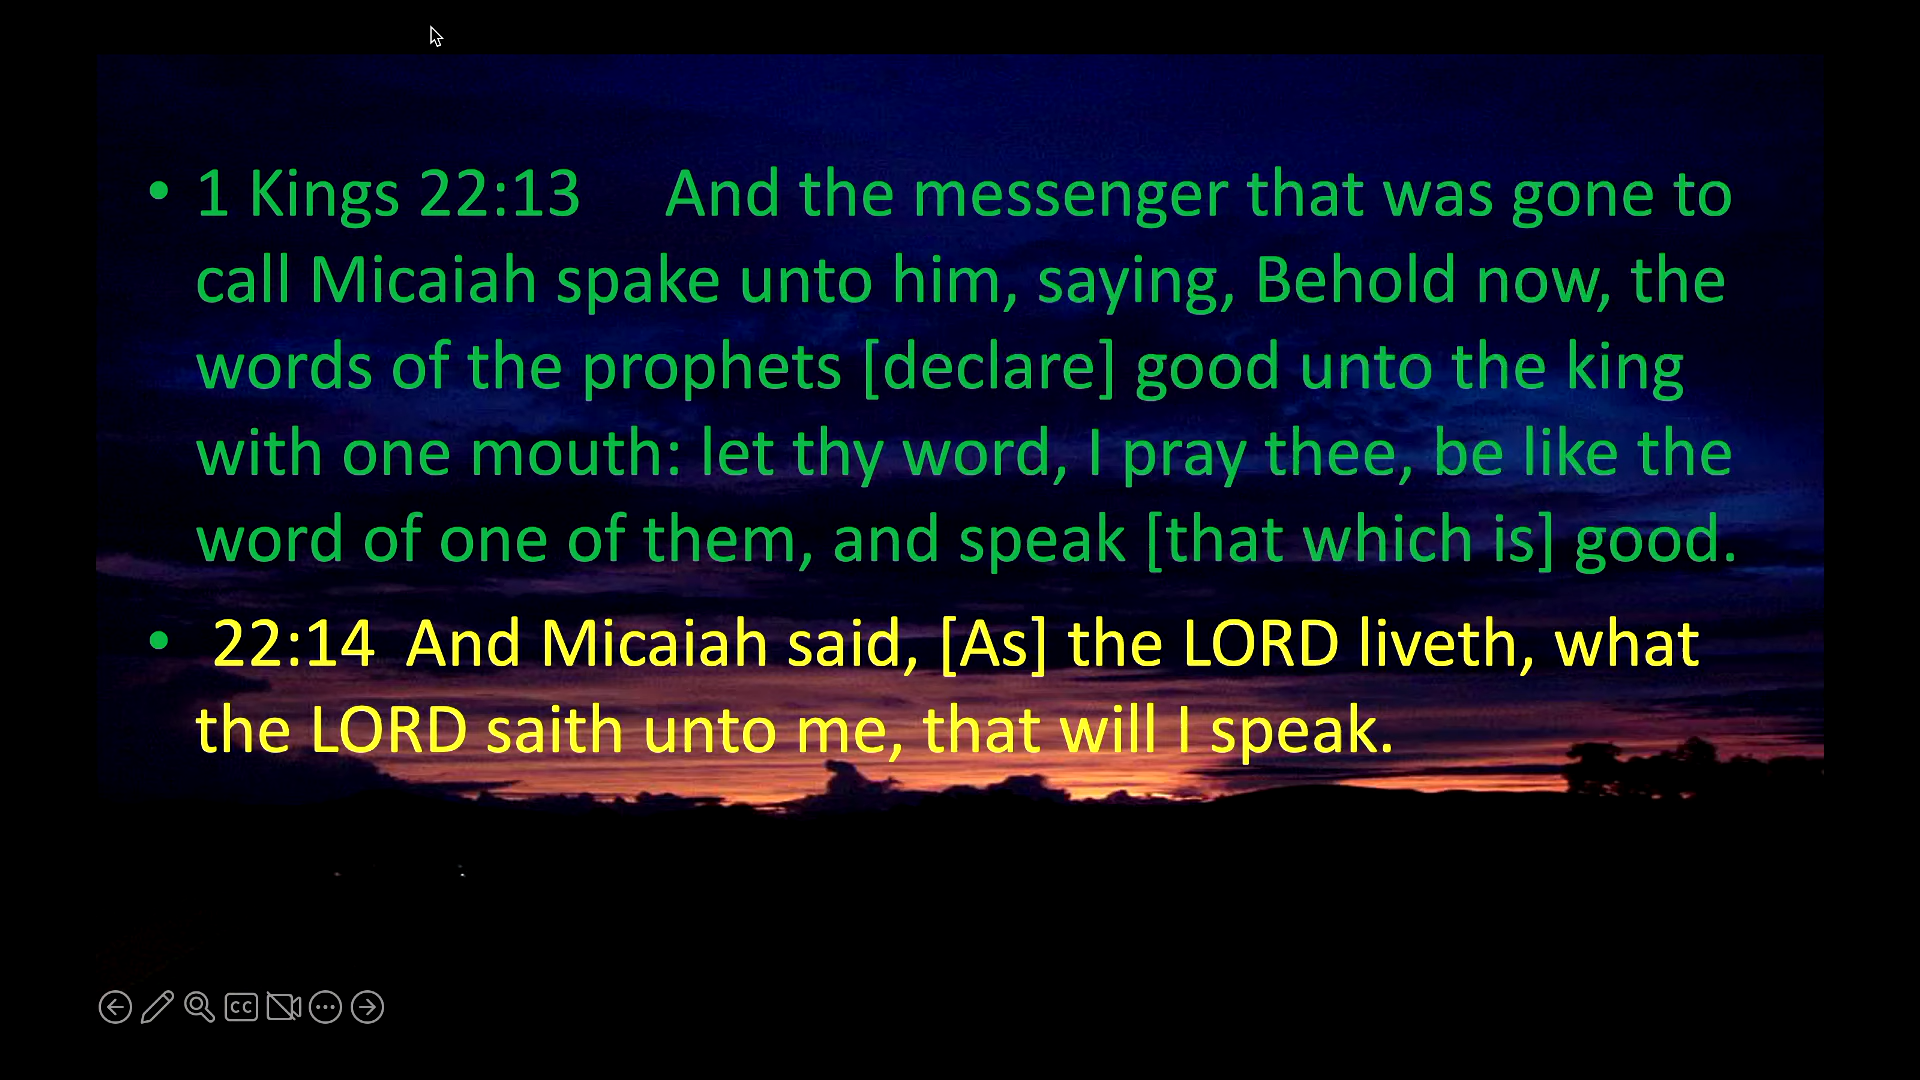 • 1 Kings 22:13 And the messenger that was gone to
call Micaiah spake unto him, saying, Behold now, the
words of the prophets [declare] good unto the king
with one mouth: let thy word, I pray thee, be like the
word of one of them, and speak [that which is] good.
• 22:14 And Micaiah said, [As] the LORD liveth, what
the LORD saith unto me, that will I speak.
CC